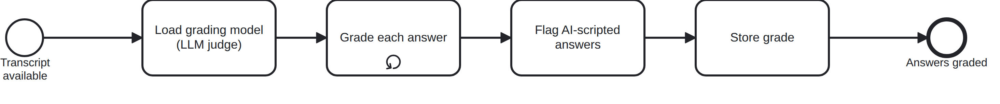 Transcript
available
Load grading model
(LLM judge)
Grade each answer
Flag AI-scripted
answers
Store grade
Answers graded